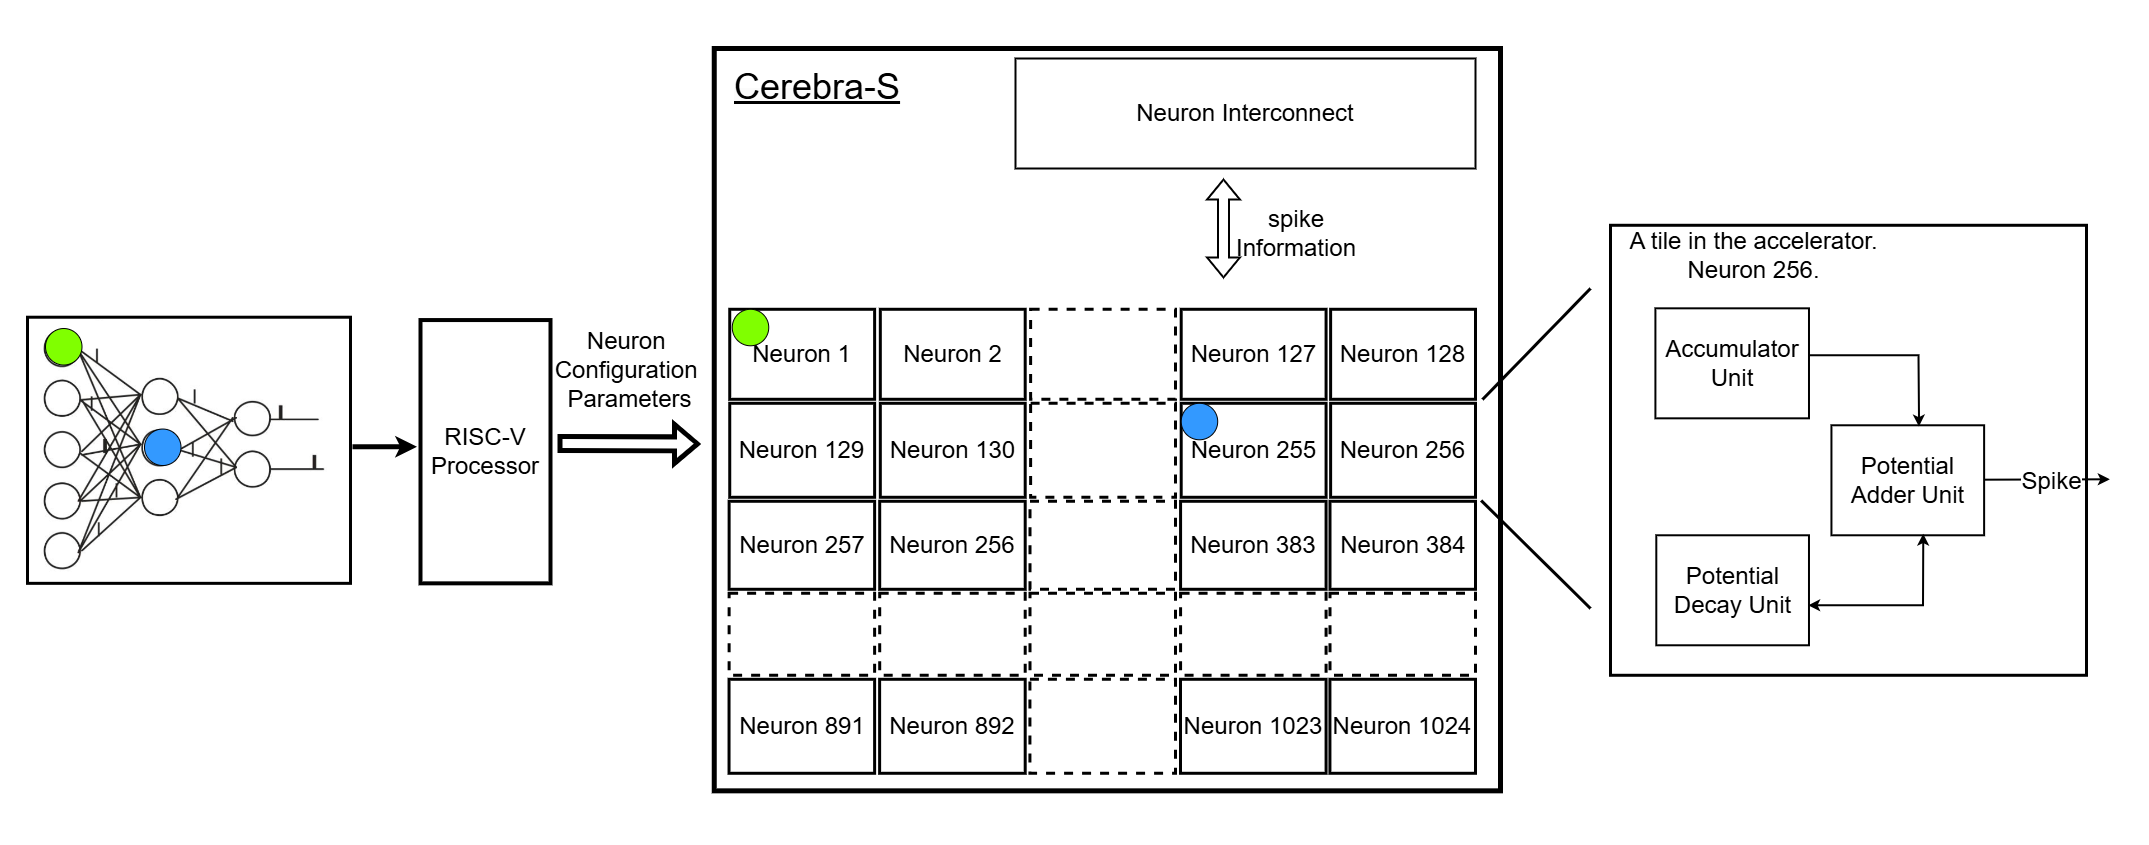 Cerebra-S
Neuron Interconnect
spike
Information
Neuron
Configuration
Parameters
RISC-V
Processor
Neuron 1
Neuron 2
Neuron 127
Neuron 128
Neuron 129
Neuron 130
Neuron 255
Neuron 256
Neuron 257
Neuron 256
Neuron 383
Neuron 384
Neuron 891
Neuron 892
Neuron 1023
Neuron 1024
A tile in the accelerator.
Neuron 256.
Accumulator
Unit
Potential
Adder Unit
Spike
Potential
Decay Unit